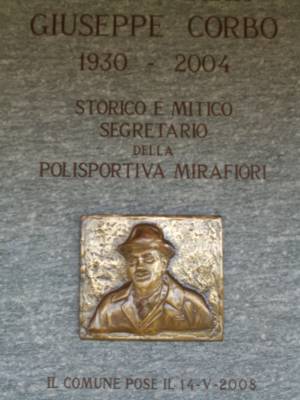 GIUSEPPE CORBO
1930 - 2004
STORICO E MITICO
SEGRETARIO
DELLA
POLISPORTIVA MIRAFIORI
IL COMUNE POSE IL 14-V-2008